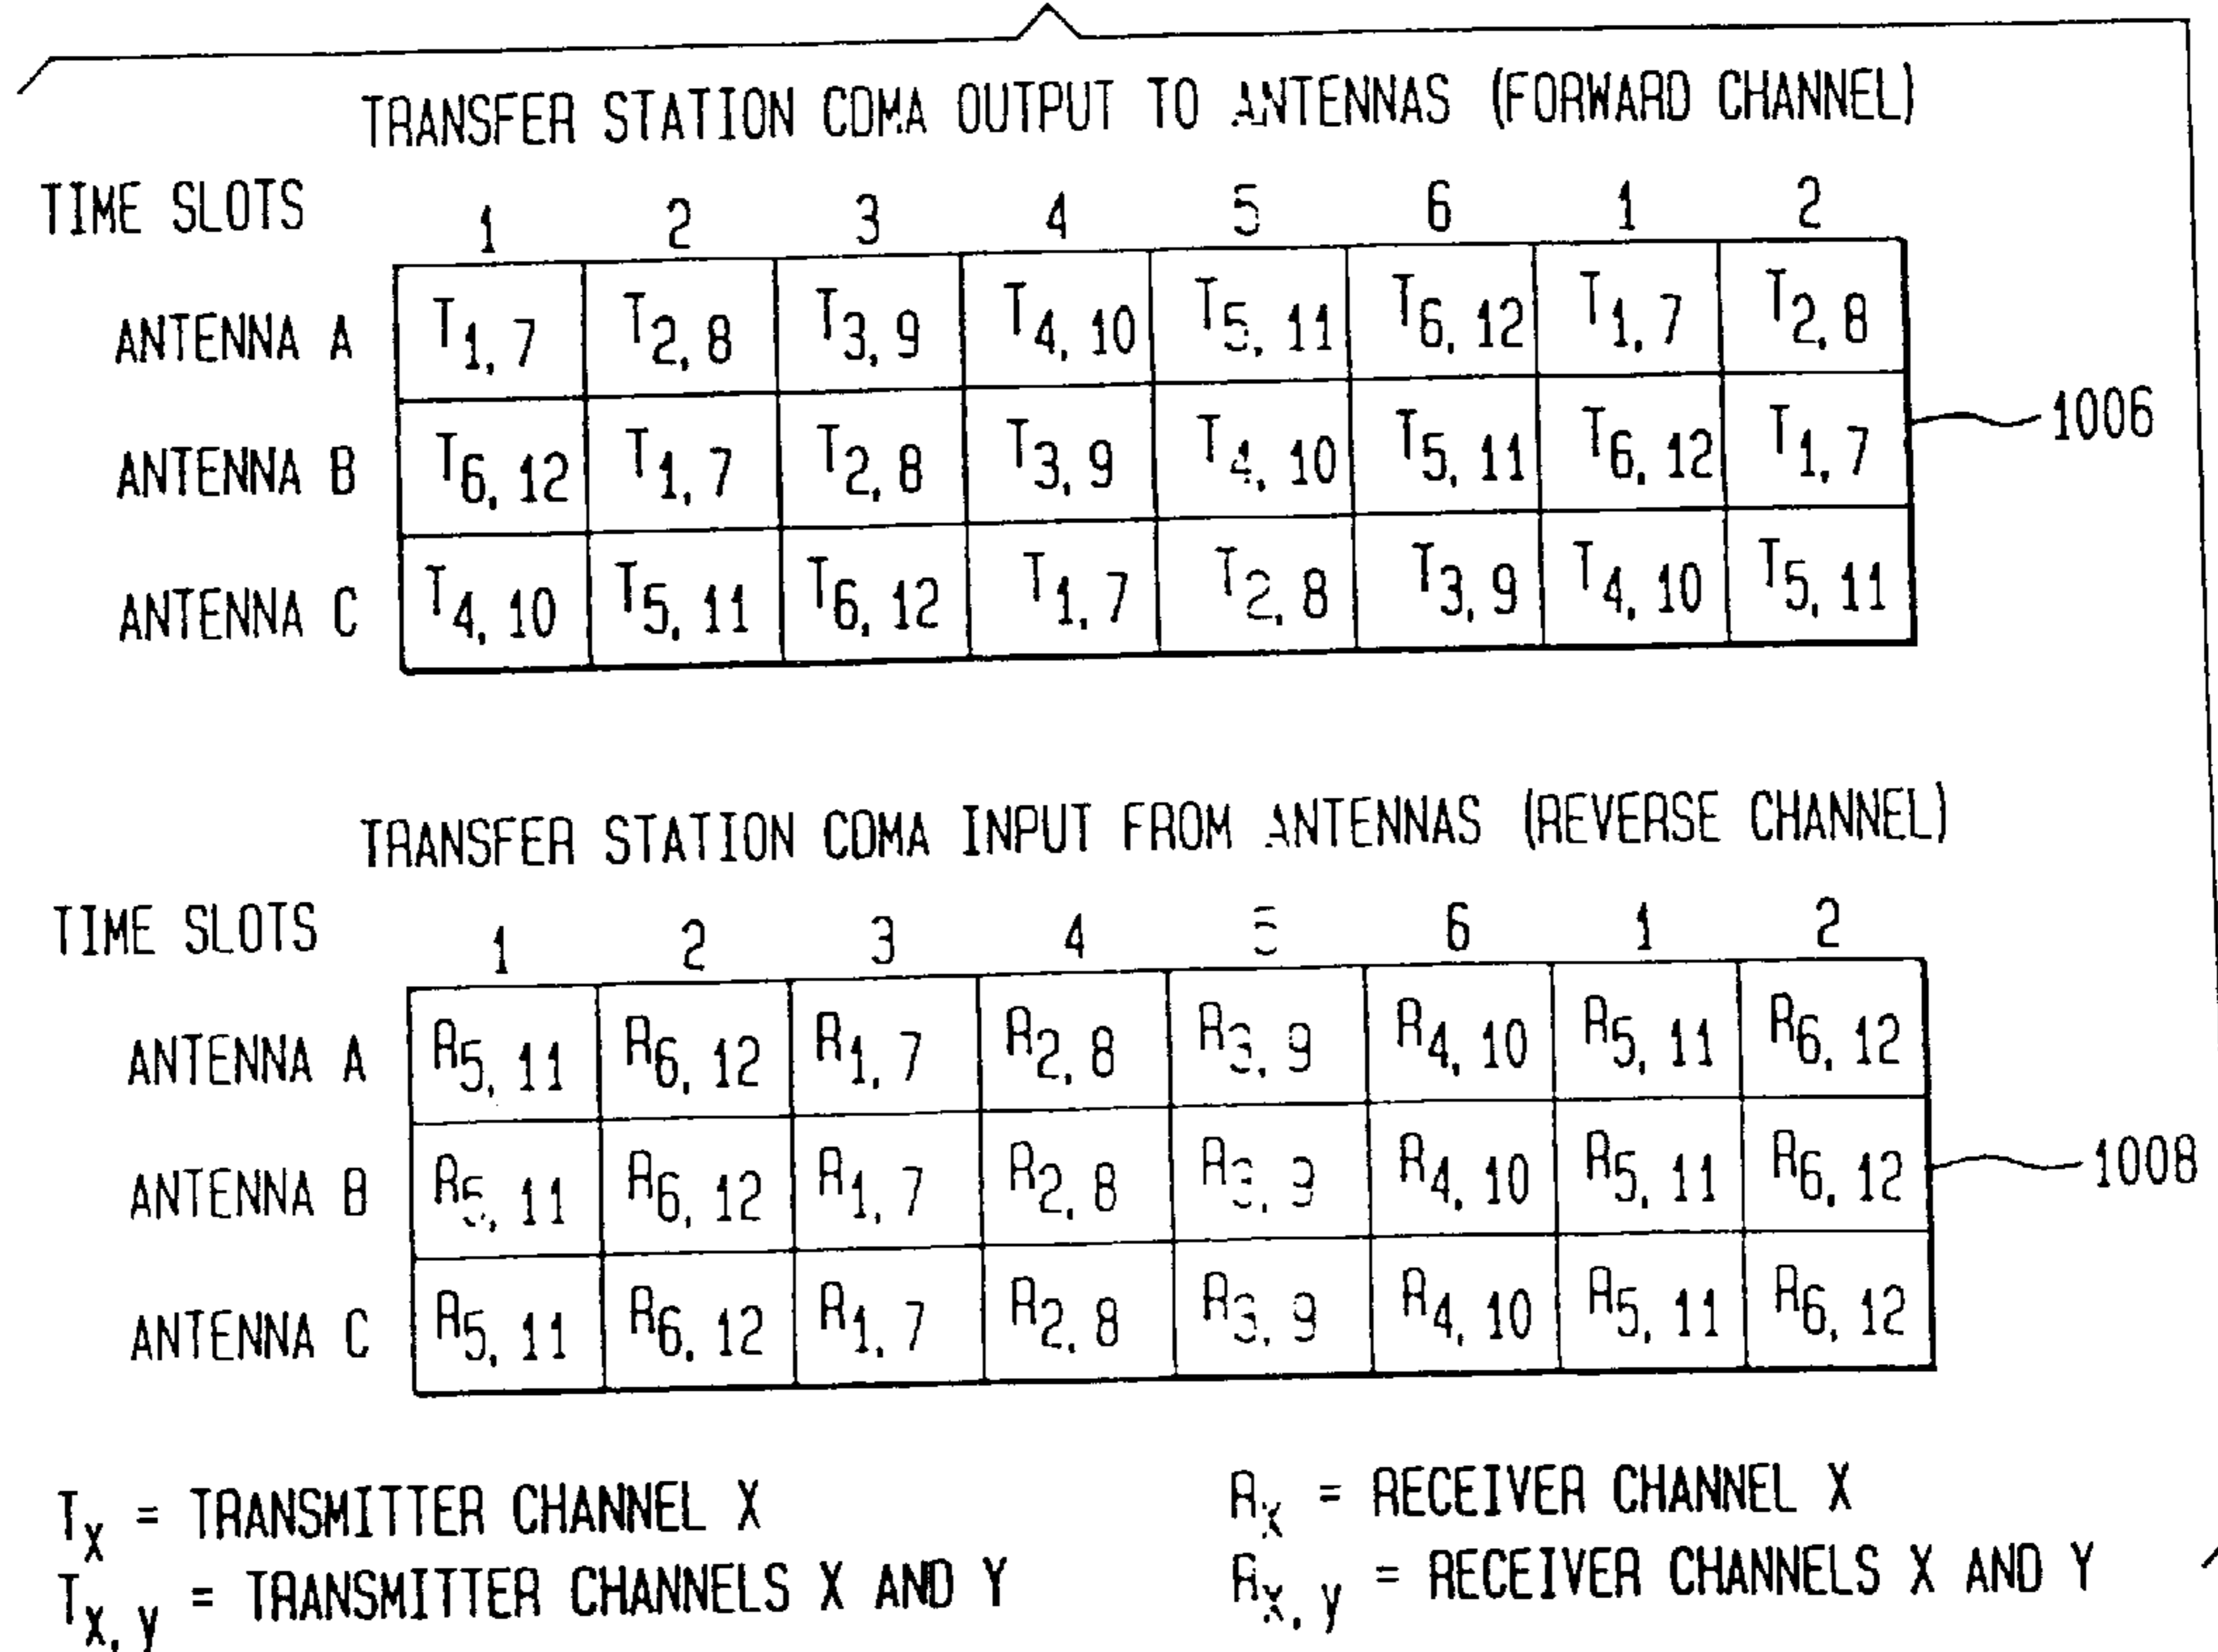 TRANSFER STATION CDMA OUTPUT TO ANTENNAS (FORWARD CHANNEL)
TIME SLOTS 1 2 3 4 5 6 1 2
ANTENNA A T1,7 T2,8 T3,9 T4,10 T5,11 T6,12 T1,7 T2,8
ANTENNA B T6,12 T1,7 T2,8 T3,9 T4,10 T5,11 T6,12 T1,7
1006
ANTENNA C T4,10 T5,11 T6,12 T1,7 T2,8 T3,9 T4,10 T5,11
TRANSFER STATION CDMA INPUT FROM ANTENNAS (REVERSE CHANNEL)
TIME SLOTS 1 2 3 4 5 6 1 2
ANTENNA A R5,11 R6,12 R1,7 R2,8 R3,9 R4,10 R5,11 R6,12
ANTENNA B R5,11 R6,12 R1,7 R2,8 R3,9 R4,10 R5,11 R6,12
1008
ANTENNA C R5,11 R6,12 R1,7 R2,8 R3,9 R4,10 R5,11 R6,12
Tx = TRANSMITTER CHANNEL X
Tx,y = TRANSMITTER CHANNELS X AND Y
Rx = RECEIVER CHANNEL X
Rx,y = RECEIVER CHANNELS X AND Y